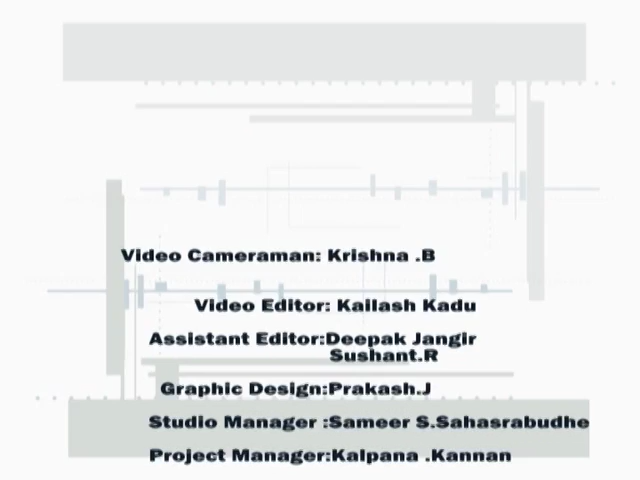 Video Cameraman: Krishna .B
Video Editor: Kailash Kadu
Assistant Editor:Deepak Jangir
Sushant.R
Graphic Design:Prakash.J
Studio Manager :Sameer S.Sahasrabudhe
Project Manager:Kalpana .Kannan